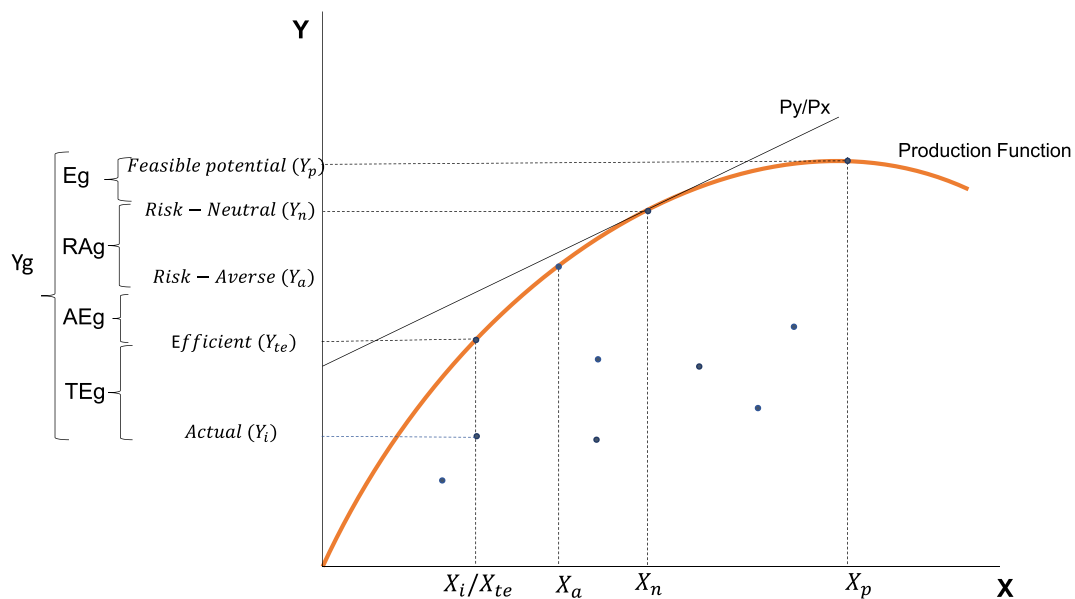 Y
Py/Px
Production Function
Feasible potential (Yₚ)
Eg
Risk − Neutral (Yₙ)
RAg
Yg
Risk − Averse (Yₐ)
AEg
Efficient (Yₜₑ)
TEg
Actual (Yᵢ)
Xᵢ/Xₜₑ
Xₐ
Xₙ
Xₚ
X